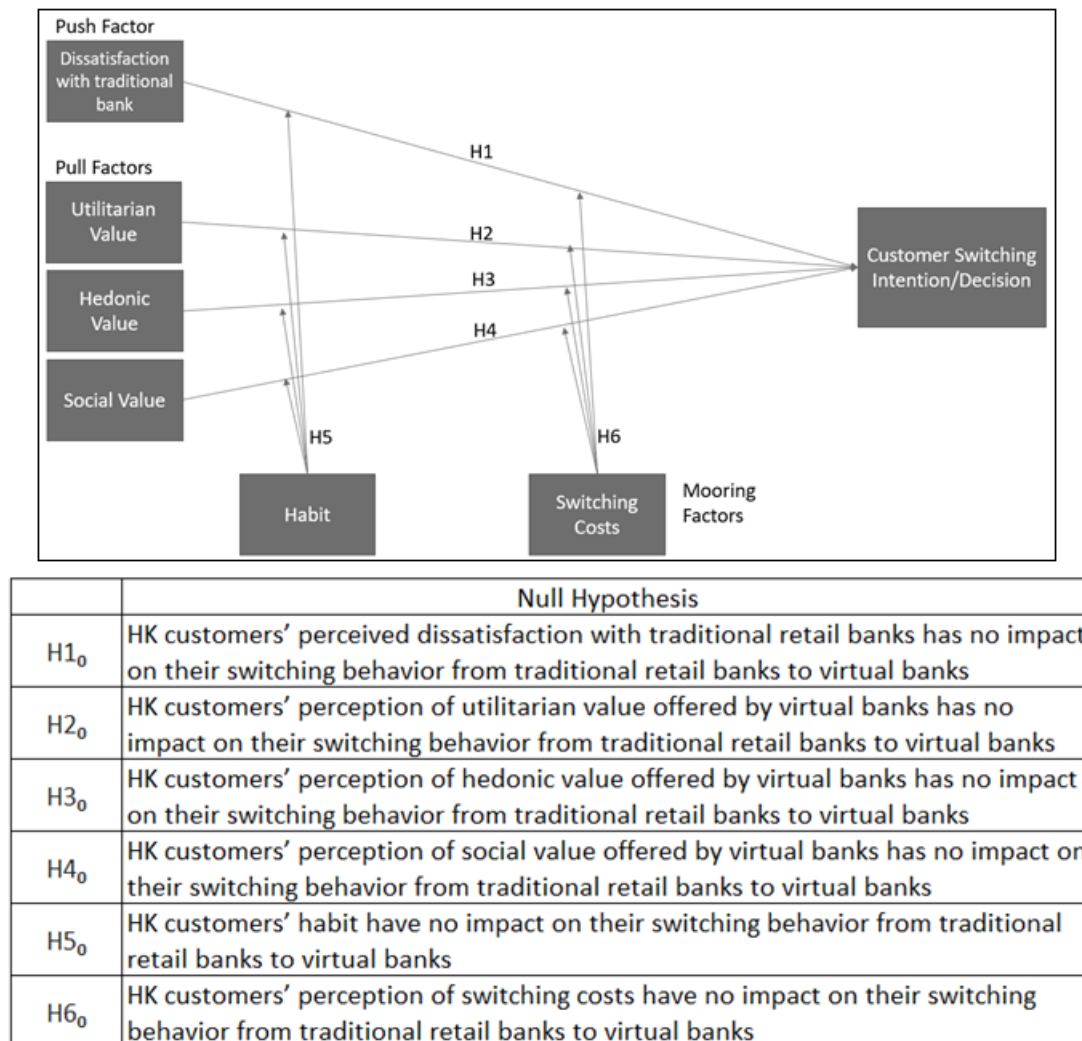 Push Factor
Dissatisfaction
with traditional
bank
H1
Pull Factors
Utilitarian
Value
H2
Customer Switching
Intention/Decision
Hedonic
Value
H3
H4
Social Value
H5
H6
Habit
Switching
Costs
Mooring
Factors
Null Hypothesis
H1₀
HK customers' perceived dissatisfaction with traditional retail banks has no impact
on their switching behavior from traditional retail banks to virtual banks
H2₀
HK customers' perception of utilitarian value offered by virtual banks has no
impact on their switching behavior from traditional retail banks to virtual banks
H3₀
HK customers' perception of hedonic value offered by virtual banks has no impact
on their switching behavior from traditional retail banks to virtual banks
H4₀
HK customers' perception of social value offered by virtual banks has no impact on
their switching behavior from traditional retail banks to virtual banks
H5₀
HK customers' habit have no impact on their switching behavior from traditional
retail banks to virtual banks
H6₀
HK customers' perception of switching costs have no impact on their switching
behavior from traditional retail banks to virtual banks